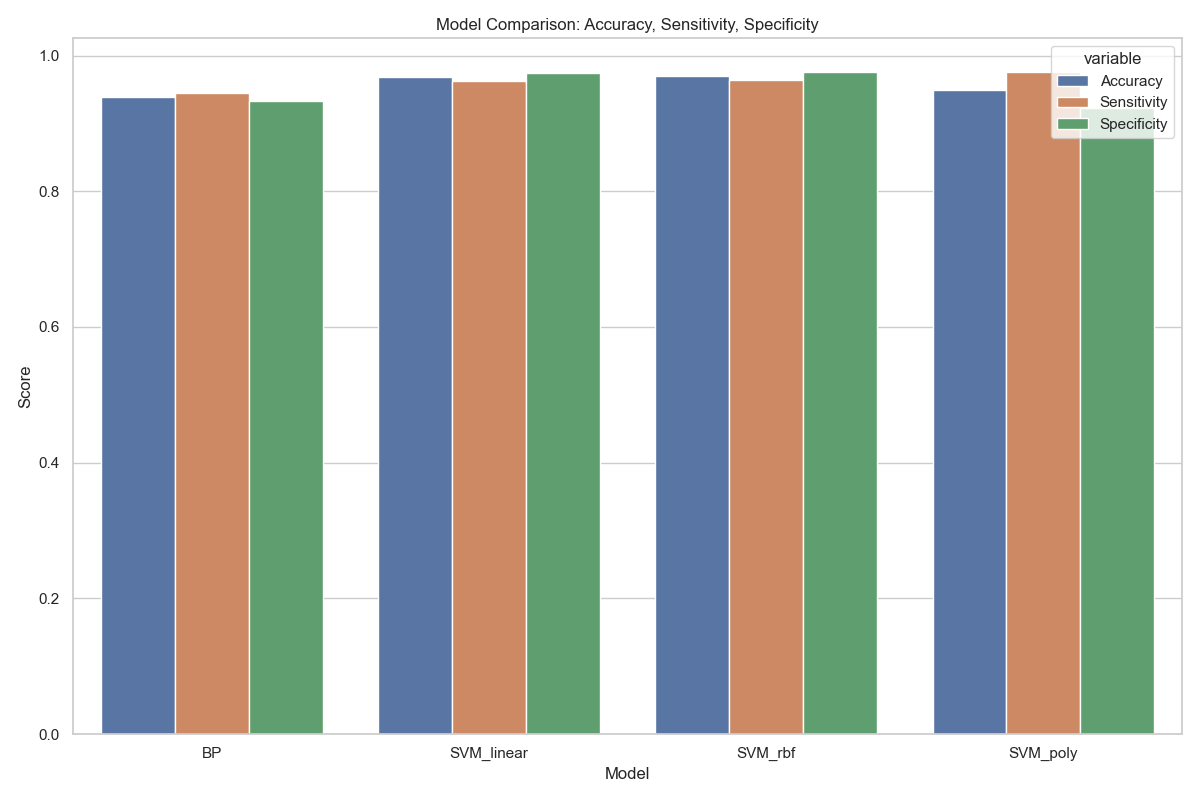 Model Comparison: Accuracy, Sensitivity, Specificity
variable
Accuracy
Sensitivity
Specificity
1.0
0.8
0.6
0.4
0.2
0.0
Score
BP SVM_linear SVM_rbf SVM_poly
Model